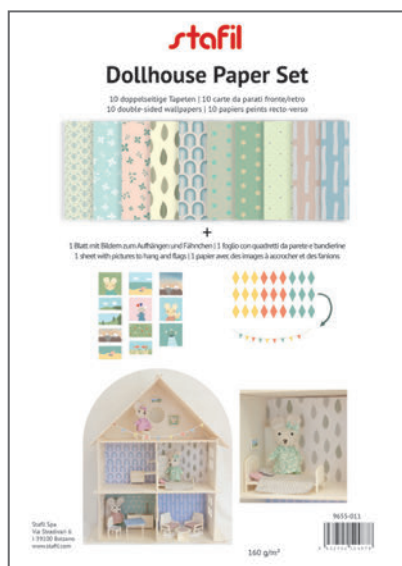 stafil
Dollhouse Paper Set
10 doppelseitige Tapeten | 10 carte da parati fronte/retro
10 double-sided wallpapers | 10 papiers peints recto-verso
+
1 Blatt mit Bildern zum Aufhängen und Fähnchen | 1 foglio con quadretti da parete e bandierine
1 sheet with pictures to hang and flags | 1 papier avec des images à accrocher et des fanions
Stafil Spa
I-39100 Bolzano
www.stafil.com
160 g/m²
9655-011